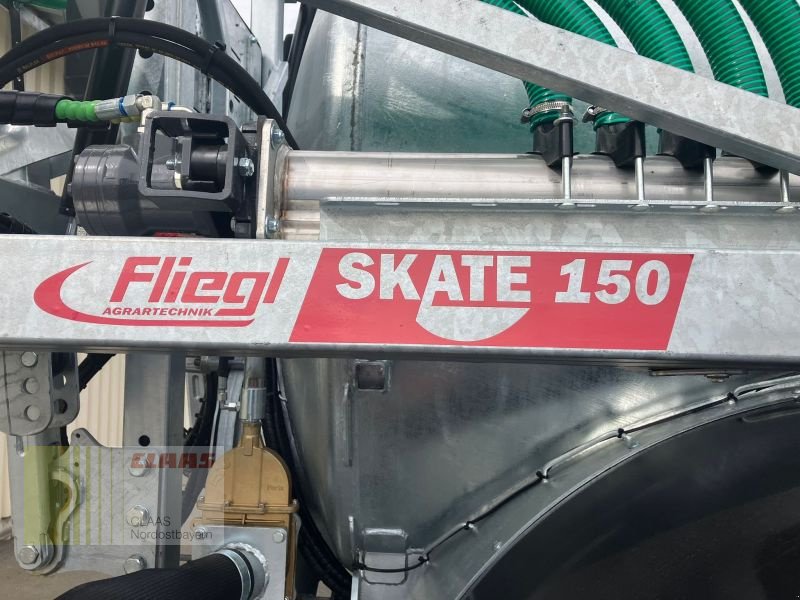 Fliegl
AGRARTECHNIK
SKATE 150
CLAAS
CLAAS
Nordostbayern